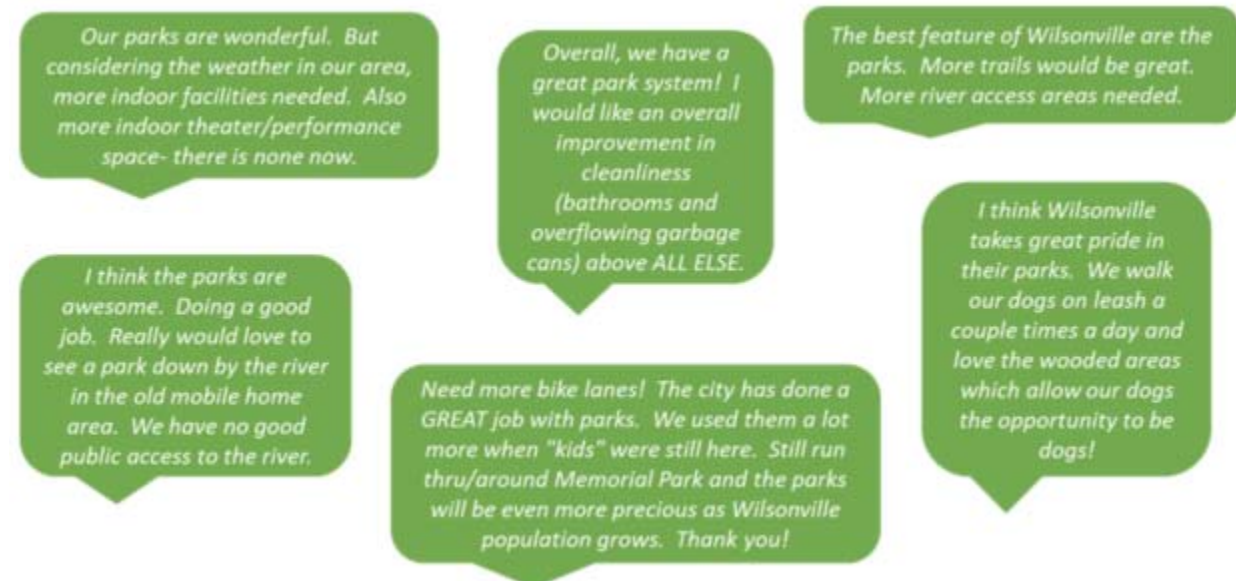 Our parks are wonderful.  But
considering the weather in our area,
more indoor facilities needed.  Also
more indoor theater/performance
space- there is none now.
Overall, we have a
great park system!  I
would like an overall
improvement in
cleanliness
(bathrooms and
overflowing garbage
cans) above ALL ELSE.
The best feature of Wilsonville are the
parks.  More trails would be great.
More river access areas needed.
I think the parks are
awesome.  Doing a good
job.  Really would love to
see a park down by the river
in the old mobile home
area.  We have no good
public access to the river.
Need more bike lanes!  The city has done a
GREAT job with parks.  We used them a lot
more when "kids" were still here.  Still run
thru/around Memorial Park and the parks
will be even more precious as Wilsonville
population grows.  Thank you!
I think Wilsonville
takes great pride in
their parks.  We walk
our dogs on leash a
couple times a day and
love the wooded areas
which allow our dogs
the opportunity to be
dogs!